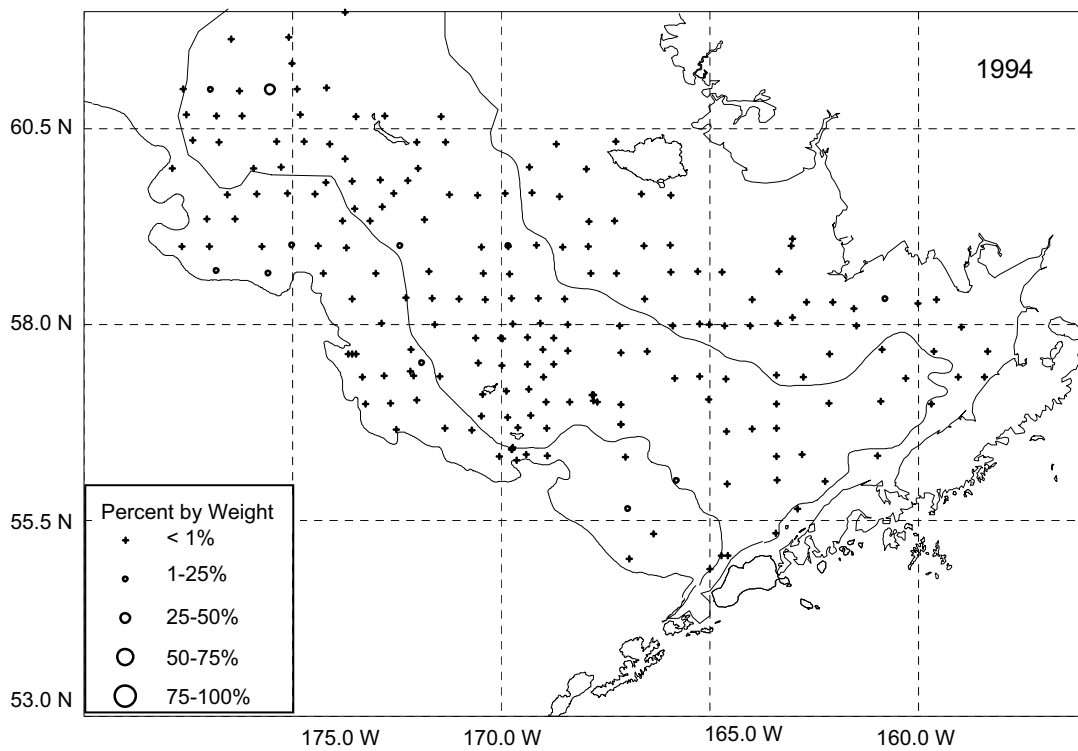 1994
60.5 N
58.0 N
55.5 N
53.0 N
Percent by Weight
< 1%
1-25%
25-50%
50-75%
75-100%
175.0 W
170.0 W
165.0 W
160.0 W